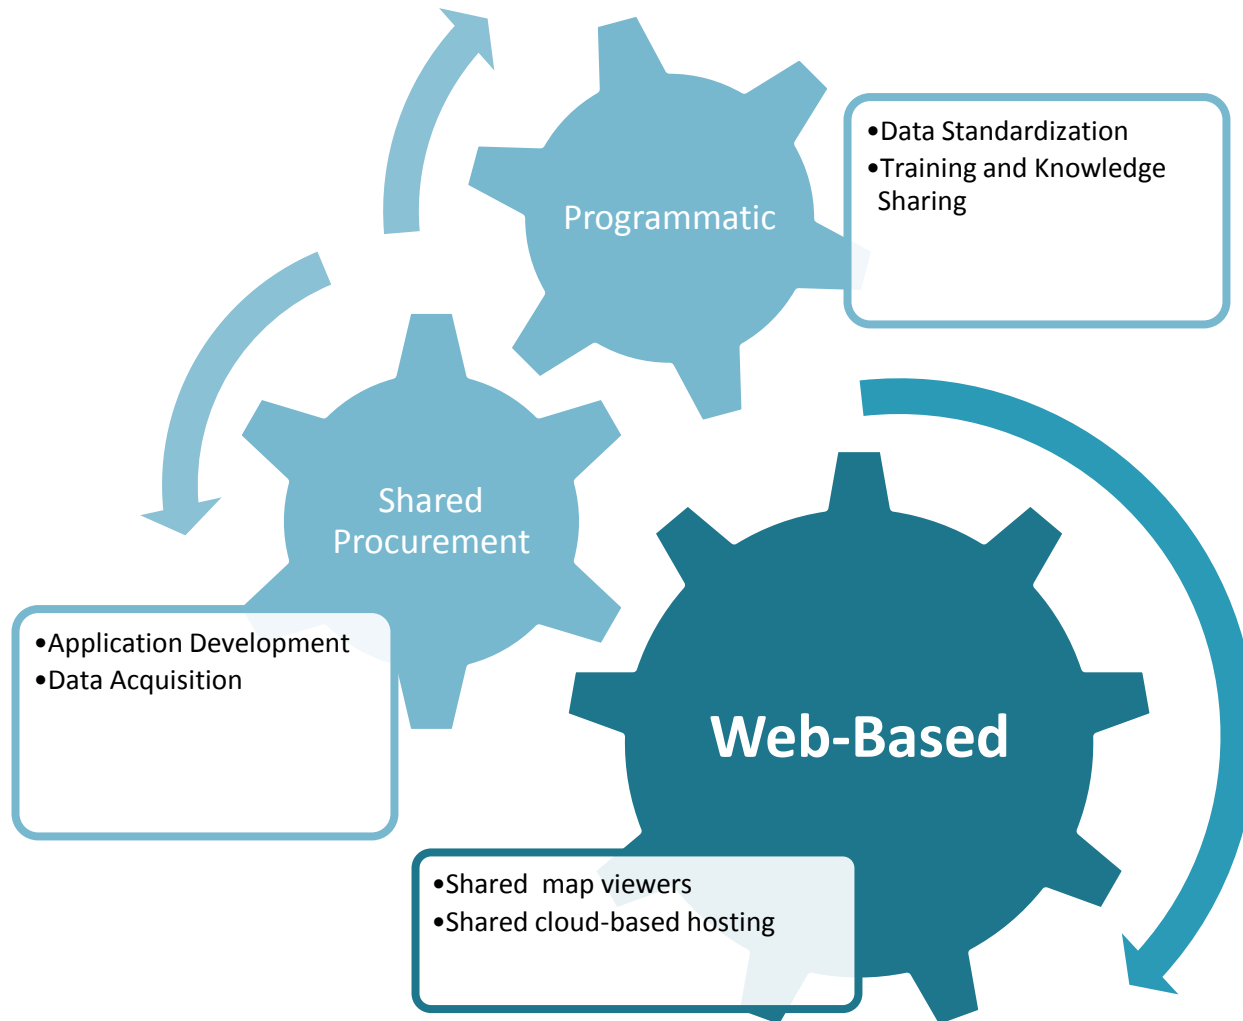 Programmatic
•Data Standardization
•Training and Knowledge
Sharing
Shared
Procurement
•Application Development
•Data Acquisition
Web-Based
•Shared  map viewers
•Shared cloud-based hosting